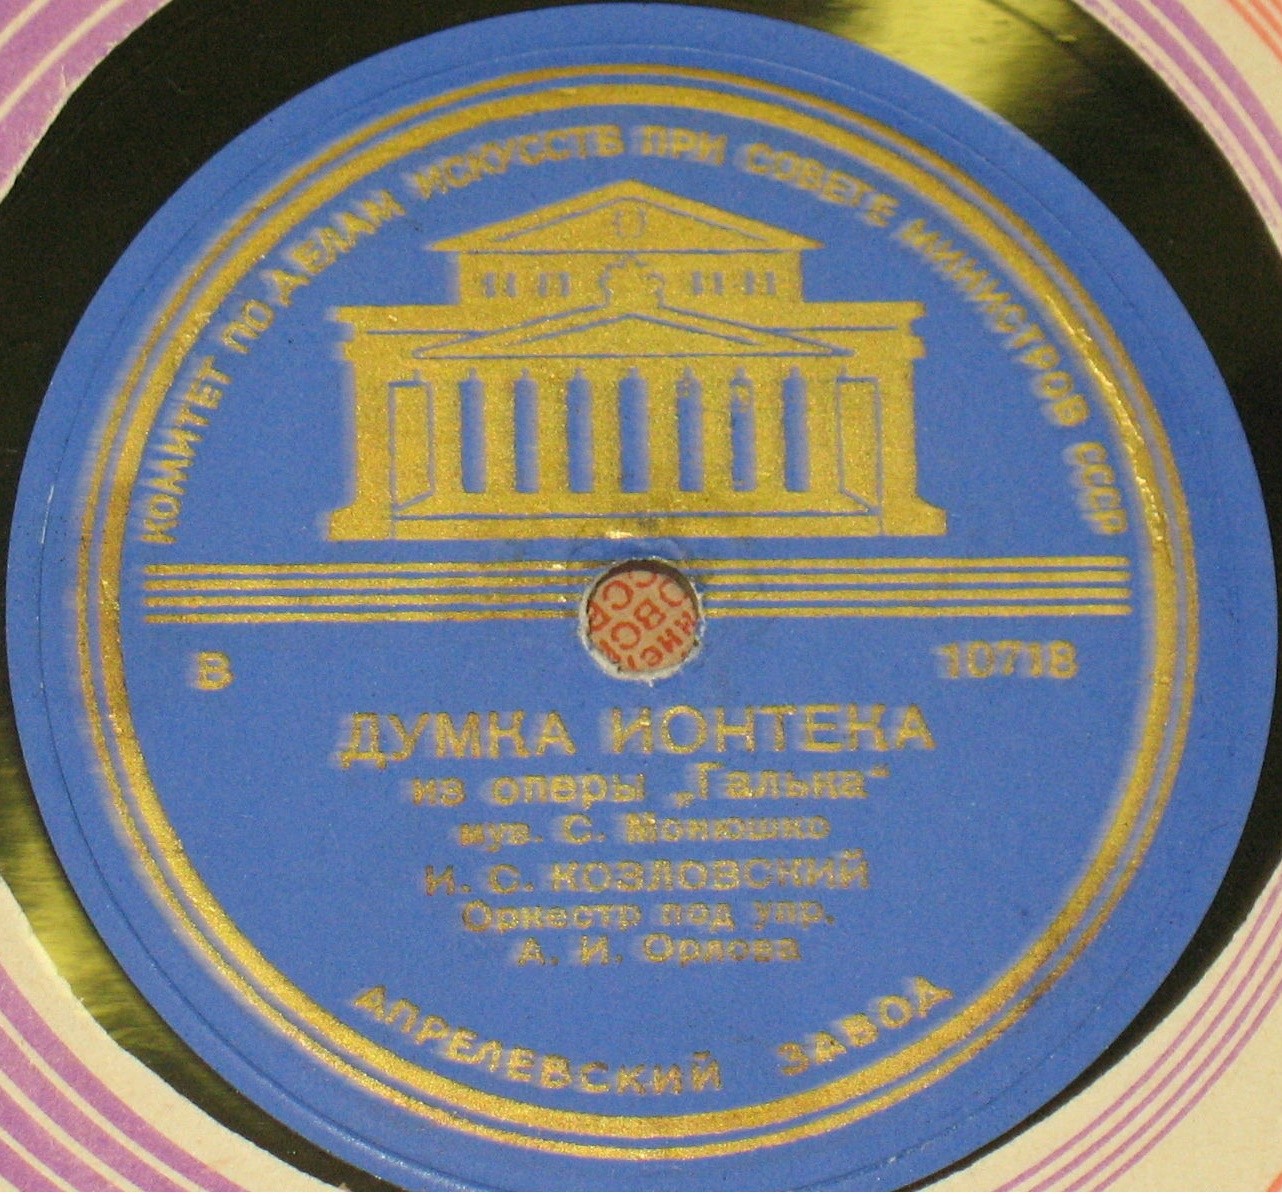 КОМИТЕТ ПО ДЕЛАМ ИСКУССТВ ПРИ СОВЕТЕ МИНИСТРОВ СССР
В 10718
ДУМКА ИОНТЕКА
из оперы „Галька“
муз. С. Монюшко
И. С. КОЗЛОВСКИЙ
Оркестр под упр.
А. И. Орлова
АПРЕЛЕВСКИЙ ЗАВОД